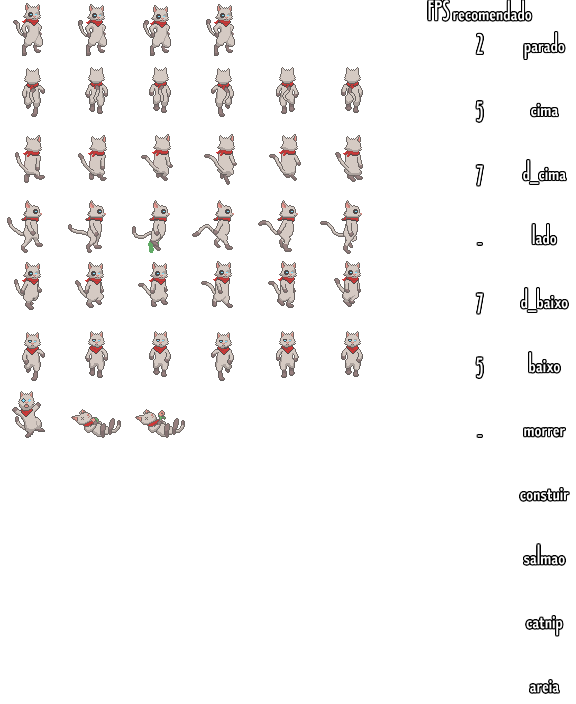 FPS recomendado
2 parado
5 cima
7 d_cima
- lado
7 d_baixo
5 baixo
- morrer
constuir
salmao
catnip
areia